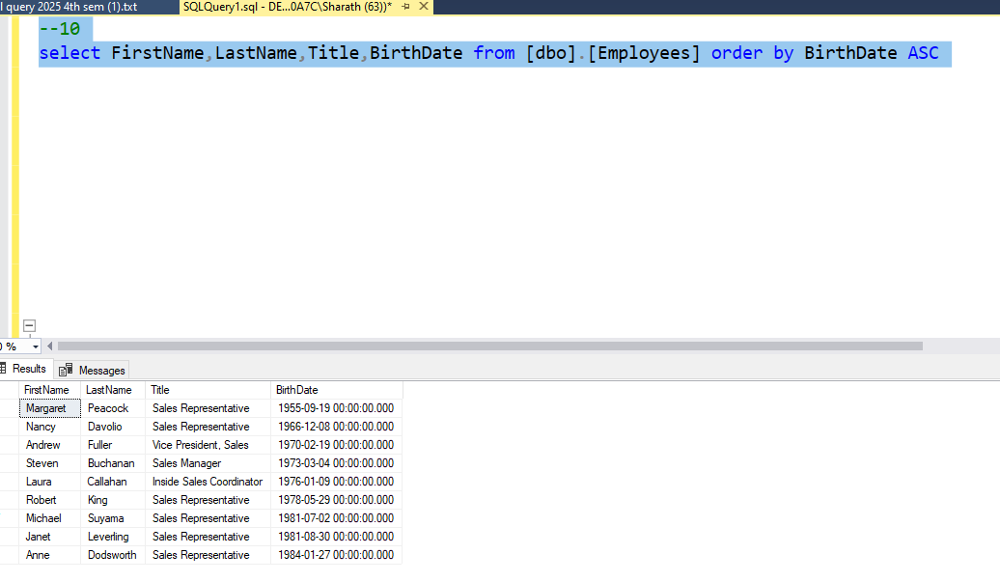 l query 2025 4th sem (1).txt
SQLQuery1.sql - DE...0A7C\Sharath (63))*
--10
select FirstName,LastName,Title,BirthDate from [dbo].[Employees] order by BirthDate ASC
0 %
Results Messages
FirstName LastName Title BirthDate
Margaret Peacock Sales Representative 1955-09-19 00:00:00.000
Nancy Davolio Sales Representative 1966-12-08 00:00:00.000
Andrew Fuller Vice President, Sales 1970-02-19 00:00:00.000
Steven Buchanan Sales Manager 1973-03-04 00:00:00.000
Laura Callahan Inside Sales Coordinator 1976-01-09 00:00:00.000
Robert King Sales Representative 1978-05-29 00:00:00.000
Michael Suyama Sales Representative 1981-07-02 00:00:00.000
Janet Leverling Sales Representative 1981-08-30 00:00:00.000
Anne Dodsworth Sales Representative 1984-01-27 00:00:00.000